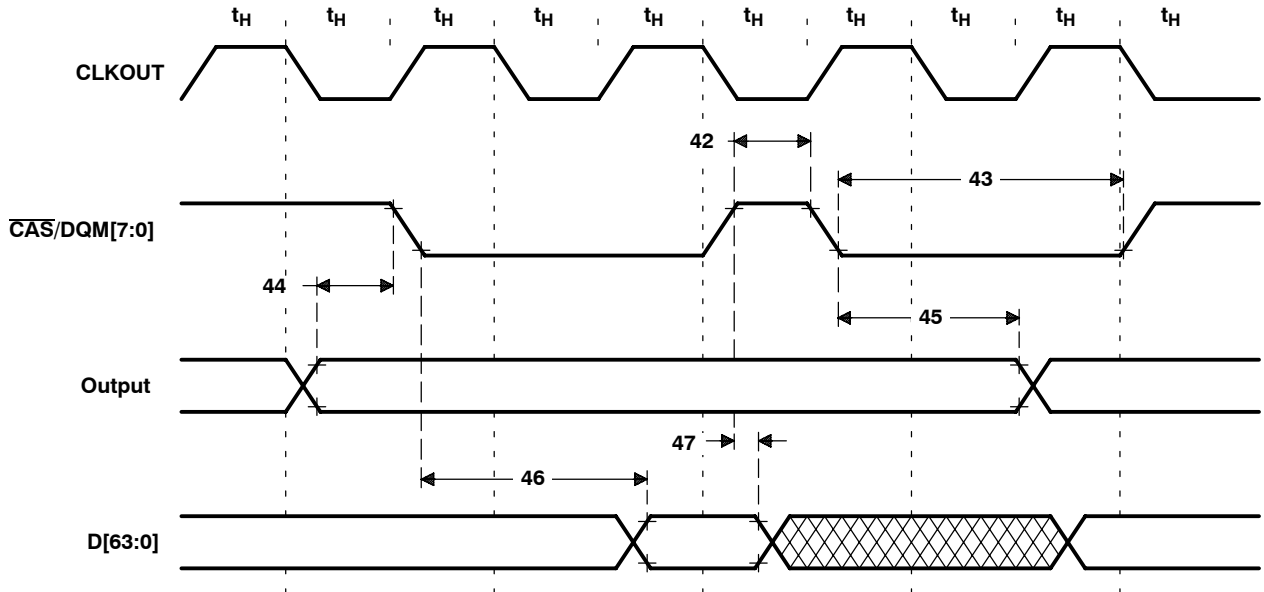 tH tH tH tH tH tH tH tH tH tH
CLKOUT
42
43
CAS/DQM[7:0]
44
45
Output
47
46
D[63:0]